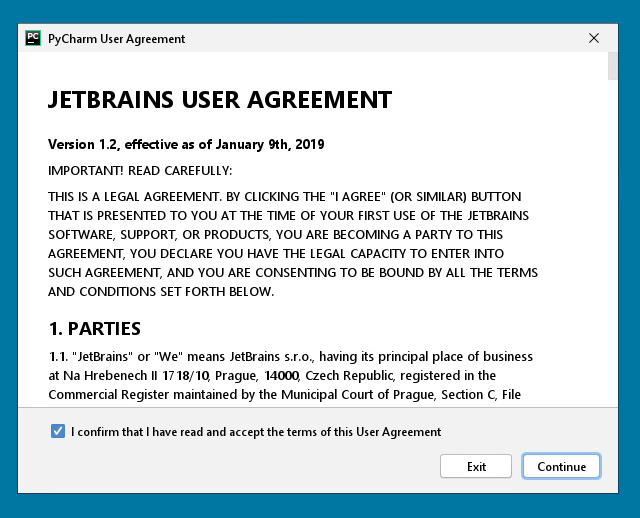 PC PyCharm User Agreement
JETBRAINS USER AGREEMENT
Version 1.2, effective as of January 9th, 2019
IMPORTANT! READ CAREFULLY:
THIS IS A LEGAL AGREEMENT. BY CLICKING THE "I AGREE" (OR SIMILAR) BUTTON
THAT IS PRESENTED TO YOU AT THE TIME OF YOUR FIRST USE OF THE JETBRAINS
SOFTWARE, SUPPORT, OR PRODUCTS, YOU ARE BECOMING A PARTY TO THIS
AGREEMENT, YOU DECLARE YOU HAVE THE LEGAL CAPACITY TO ENTER INTO
SUCH AGREEMENT, AND YOU ARE CONSENTING TO BE BOUND BY ALL THE TERMS
AND CONDITIONS SET FORTH BELOW.
1. PARTIES
1.1. "JetBrains" or "We" means JetBrains s.r.o., having its principal place of business
at Na Hrebenech II 1718/10, Prague, 14000, Czech Republic, registered in the
Commercial Register maintained by the Municipal Court of Prague, Section C, File
I confirm that I have read and accept the terms of this User Agreement
Exit Continue